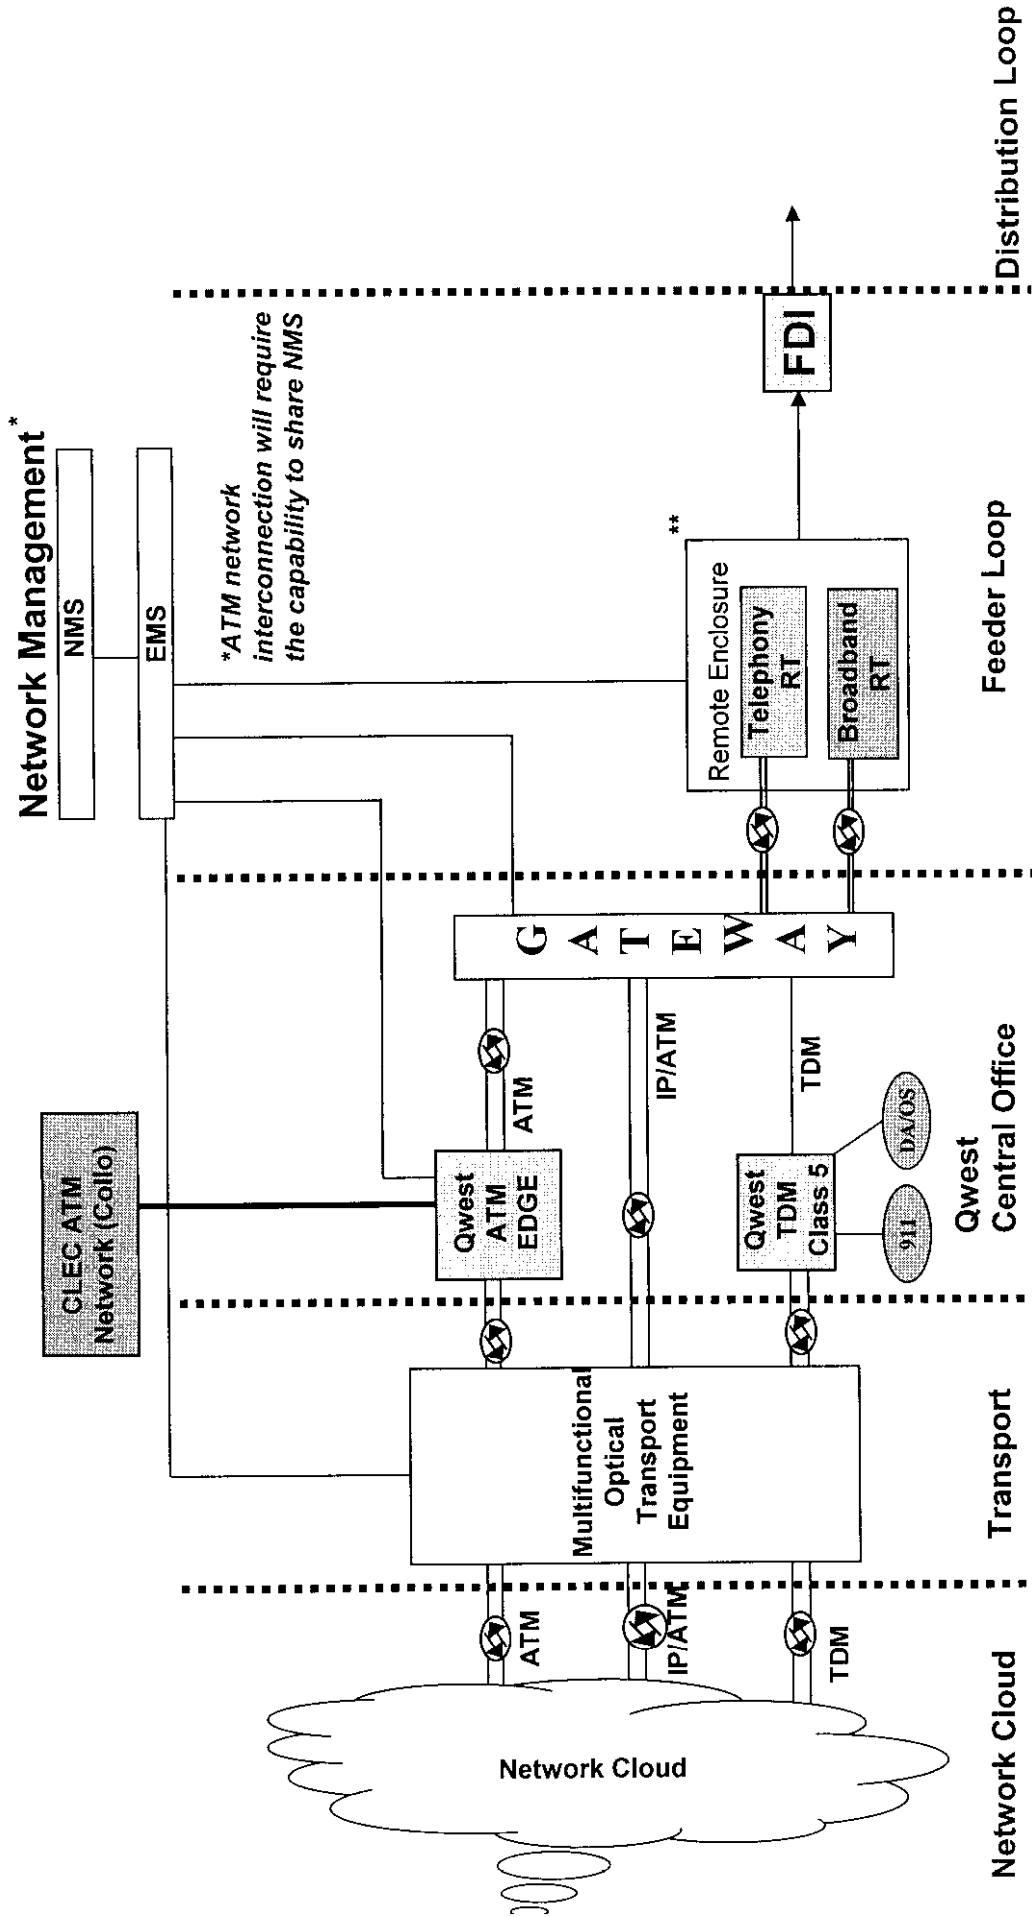 Network Management*
NMS
EMS
*ATM network
interconnection will require
the capability to share NMS
CLEC ATM
Network (Collo)
Network Cloud
ATM
IP/ATM
TDM
Multifunctional
Optical
Transport
Equipment
Qwest
ATM
EDGE
ATM
IP/ATM
Qwest
TDM
Class 5
TDM
911
DA/OS
GATEWAY
**
Remote Enclosure
Telephony
RT
Broadband
RT
FDI
Network Cloud
Transport
Qwest
Central Office
Feeder Loop
Distribution Loop